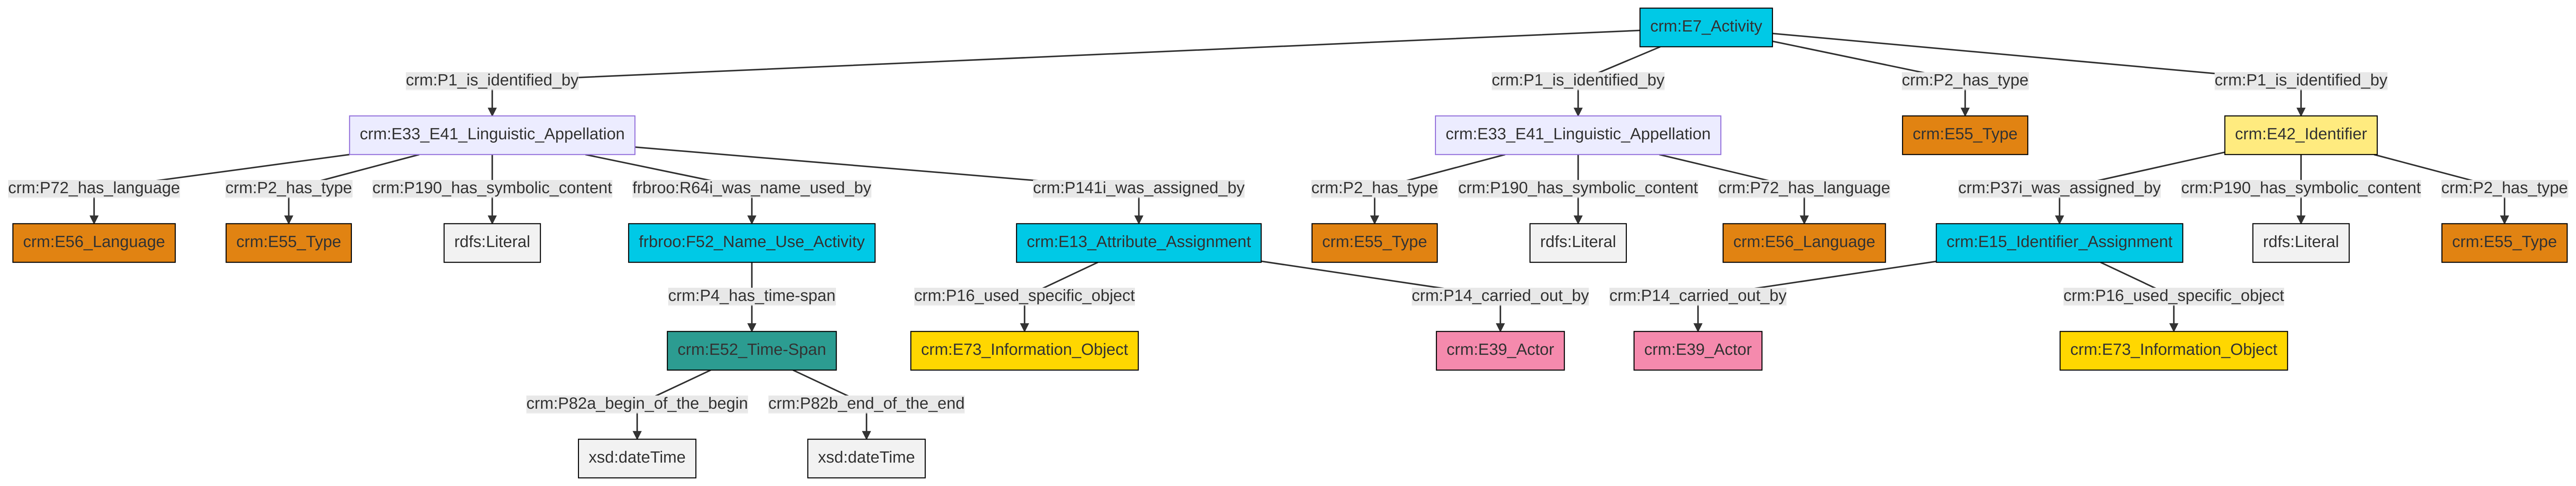 crm:E7_Activity
crm:P1_is_identified_by
crm:P1_is_identified_by
crm:P2_has_type
crm:P1_is_identified_by
crm:E33_E41_Linguistic_Appellation
crm:E33_E41_Linguistic_Appellation
crm:E55_Type
crm:E42_Identifier
crm:P72_has_language
crm:P2_has_type
crm:P190_has_symbolic_content
frbroo:R64i_was_name_used_by
crm:P141i_was_assigned_by
crm:P2_has_type
crm:P190_has_symbolic_content
crm:P72_has_language
crm:P37i_was_assigned_by
crm:P190_has_symbolic_content
crm:P2_has_type
crm:E56_Language
crm:E55_Type
rdfs:Literal
frbroo:F52_Name_Use_Activity
crm:E13_Attribute_Assignment
crm:E55_Type
rdfs:Literal
crm:E56_Language
crm:E15_Identifier_Assignment
rdfs:Literal
crm:E55_Type
crm:P4_has_time-span
crm:P16_used_specific_object
crm:P14_carried_out_by
crm:P14_carried_out_by
crm:P16_used_specific_object
crm:E52_Time-Span
crm:E73_Information_Object
crm:E39_Actor
crm:E39_Actor
crm:E73_Information_Object
crm:P82a_begin_of_the_begin
crm:P82b_end_of_the_end
xsd:dateTime
xsd:dateTime